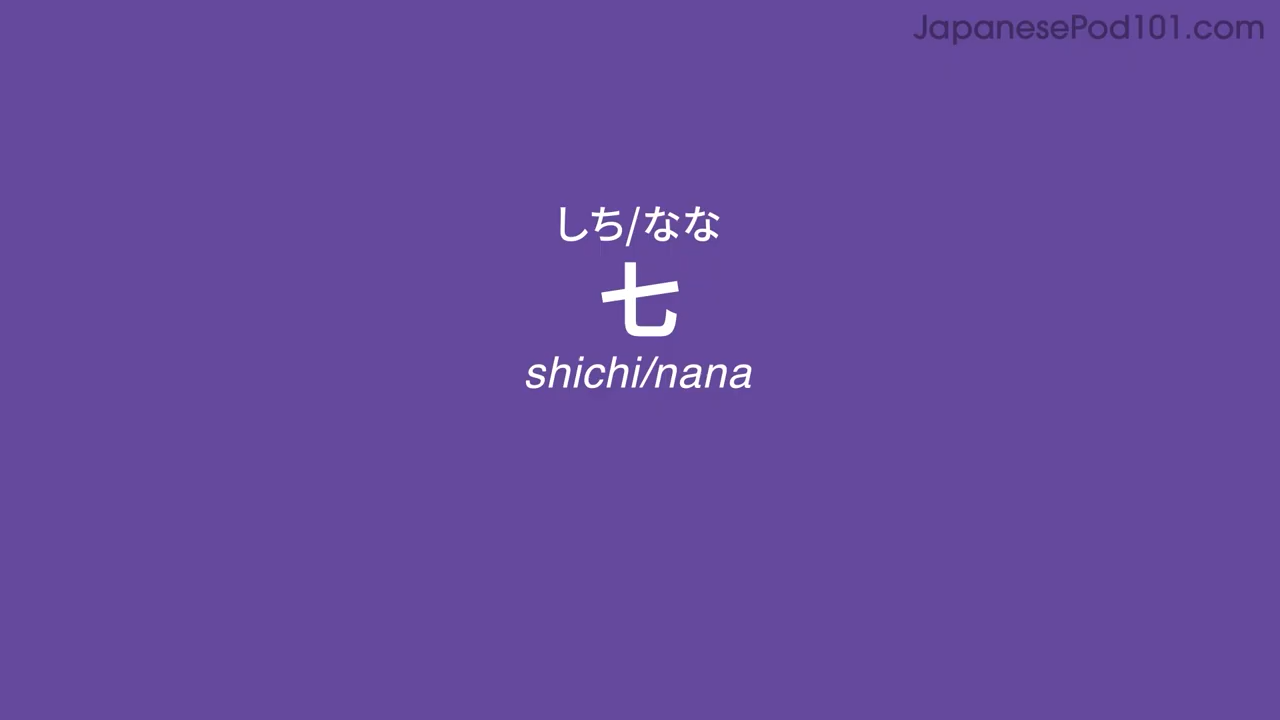 JapanesePod101.com
しち/なな
七
shichi/nana